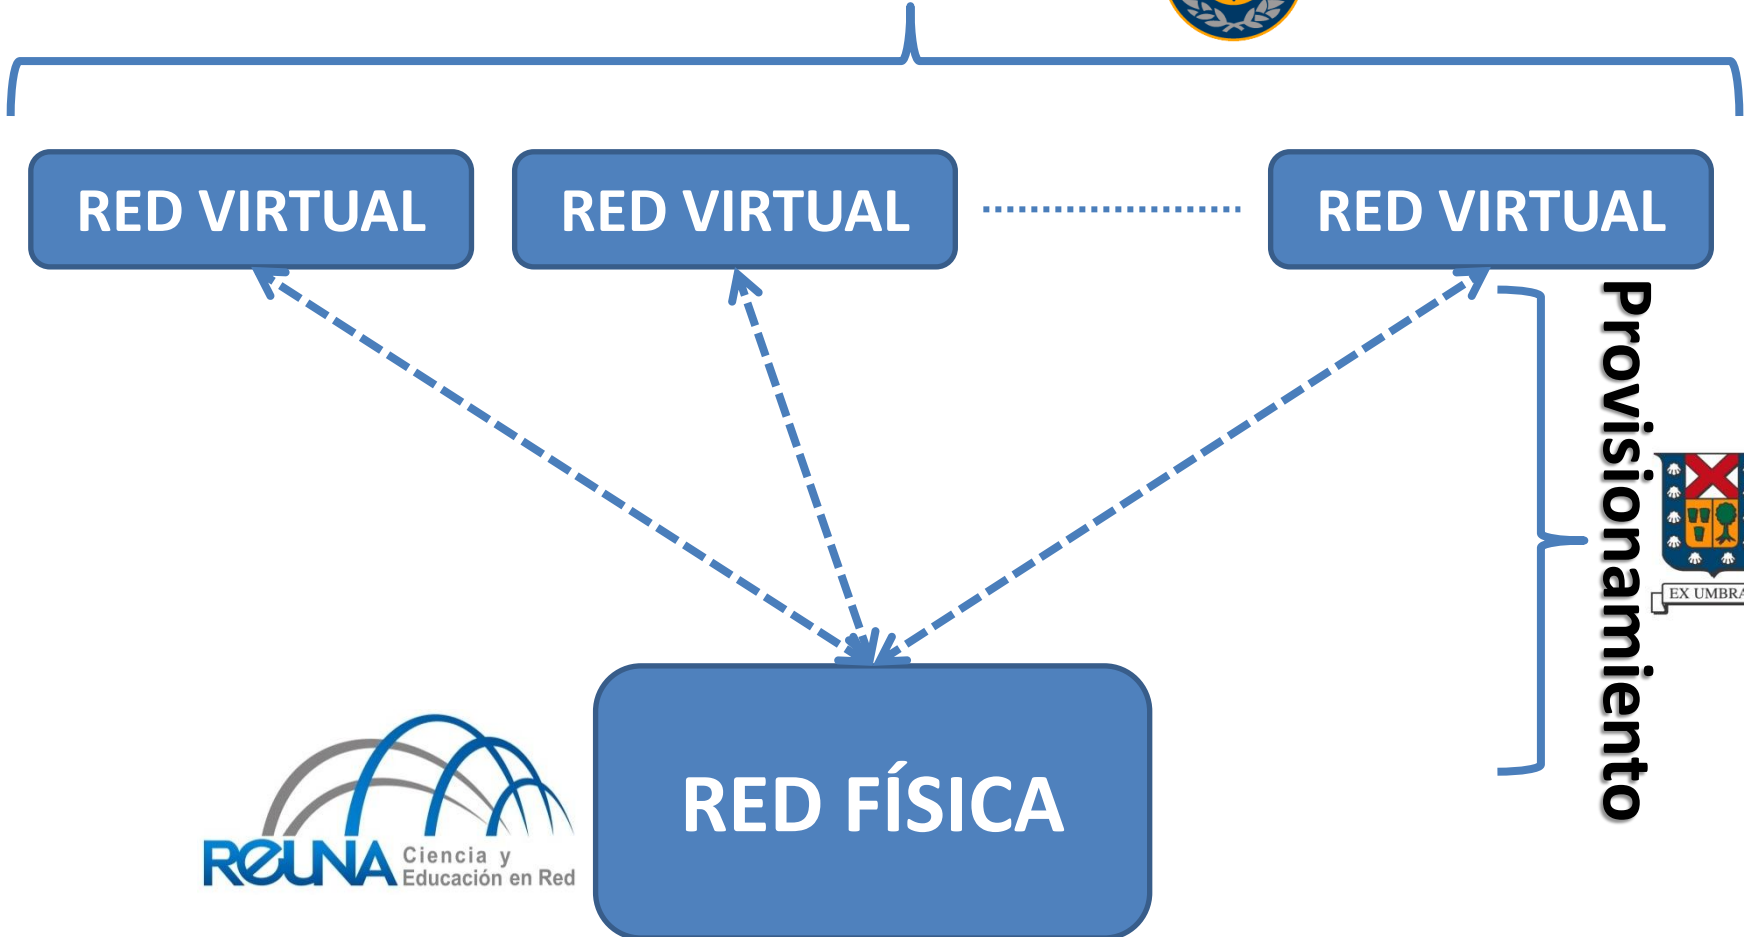 RED VIRTUAL
RED VIRTUAL
RED VIRTUAL
Provisionamiento
EX UMBRA
RED FÍSICA
REUNA
Ciencia y
Educación en Red